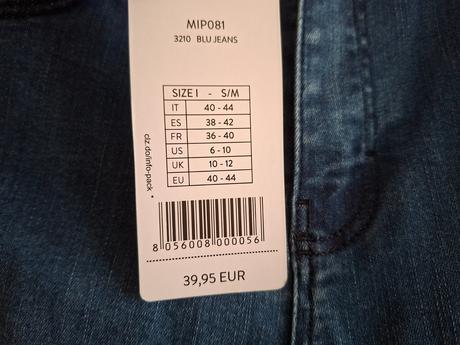 MIP081
3210 BLU JEANS
SIZE I - S/M
IT 40 - 44
ES 38 - 42
FR 36 - 40
US 6 - 10
UK 10 - 12
EU 40 - 44
clz.do/info-pack
8 056008 000056
39,95 EUR